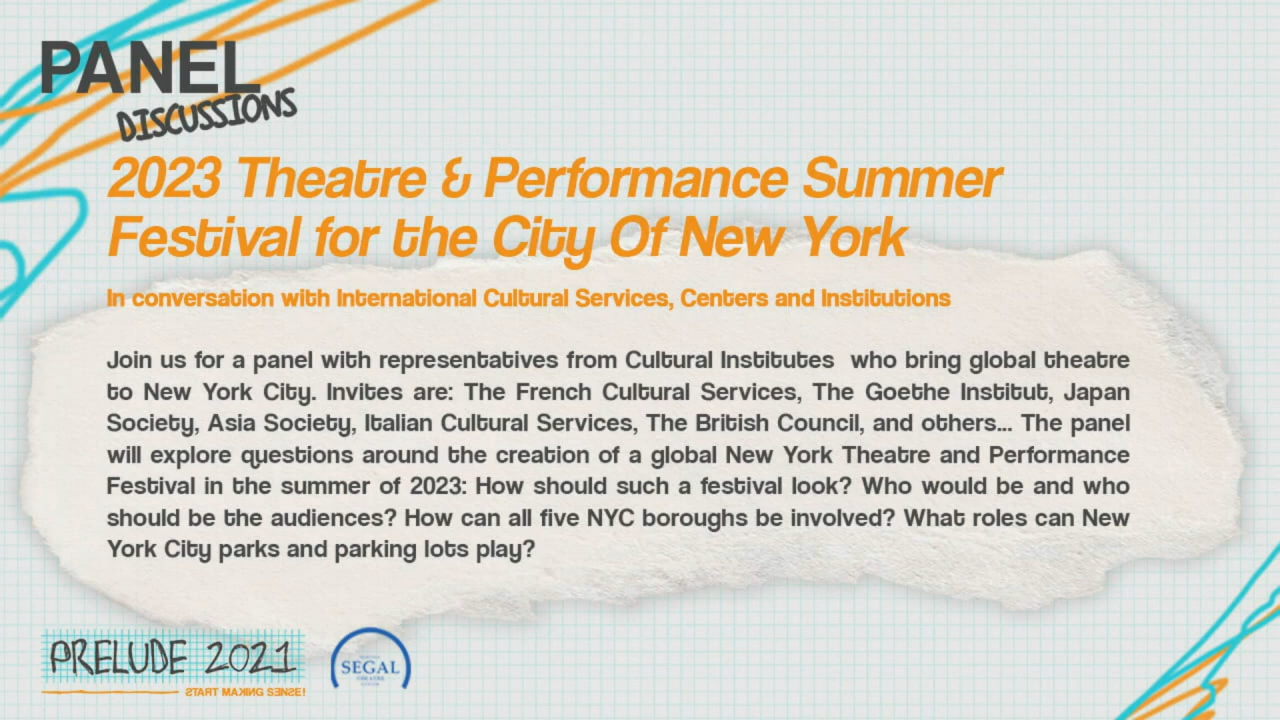 PANEL
DISCUSSIONS
2023 Theatre & Performance Summer
Festival for the City Of New York
In conversation with International Cultural Services, Centers and Institutions
Join us for a panel with representatives from Cultural Institutes who bring global theatre
to New York City. Invites are: The French Cultural Services, The Goethe Institut, Japan
Society, Asia Society, Italian Cultural Services, The British Council, and others... The panel
will explore questions around the creation of a global New York Theatre and Performance
Festival in the summer of 2023: How should such a festival look? Who would be and who
should be the audiences? How can all five NYC boroughs be involved? What roles can New
York City parks and parking lots play?
PRELUDE 2021
START MAKING SENSE!
SEGAL
THEATRE